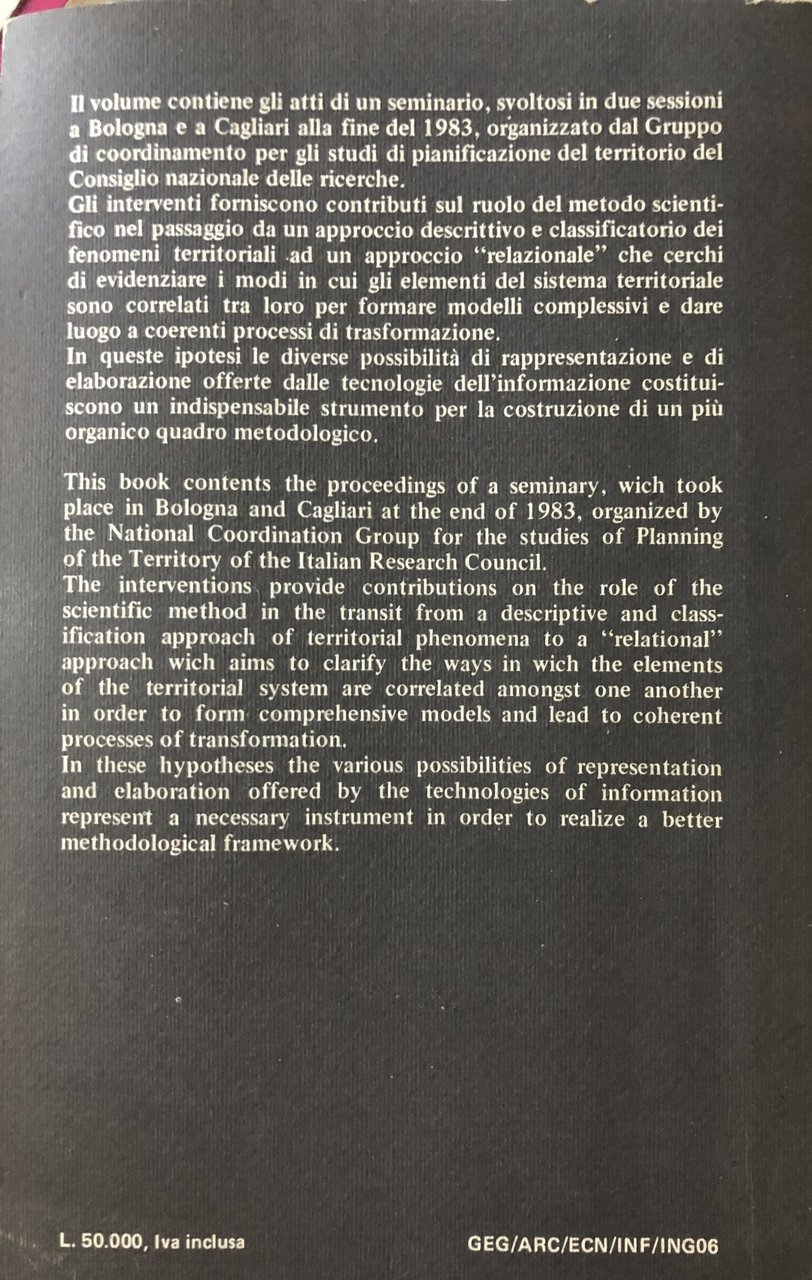 Il volume contiene gli atti di un seminario, svoltosi in due sessioni
a Bologna e a Cagliari alla fine del 1983, organizzato dal Gruppo
di coordinamento per gli studi di pianificazione del territorio del
Consiglio nazionale delle ricerche.
Gli interventi forniscono contributi sul ruolo del metodo scienti-
fico nel passaggio da un approccio descrittivo e classificatorio dei
fenomeni territoriali ad un approccio “relazionale” che cerchi
di evidenziare i modi in cui gli elementi del sistema territoriale
sono correlati tra loro per formare modelli complessivi e dare
luogo a coerenti processi di trasformazione.
In queste ipotesi le diverse possibilità di rappresentazione e di
elaborazione offerte dalle tecnologie dell'informazione costitui-
scono un indispensabile strumento per la costruzione di un più
organico quadro metodologico.
This book contents the proceedings of a seminary, wich took
place in Bologna and Cagliari at the end of 1983, organized by
the National Coordination Group for the studies of Planning
of the Territory of the Italian Research Council.
The interventions provide contributions on the role of the
scientific method in the transit from a descriptive and class-
ification approach of territorial phenomena to a “relational”
approach wich aims to clarify the ways in wich the elements
of the territorial system are correlated amongst one another
in order to form comprehensive models and lead to coherent
processes of transformation.
In these hypotheses the various possibilities of representation
and elaboration offered by the technologies of information
represent a necessary instrument in order to realize a better
methodological framework.
L. 50.000, Iva inclusa
GEG/ARC/ECN/INF/ING06